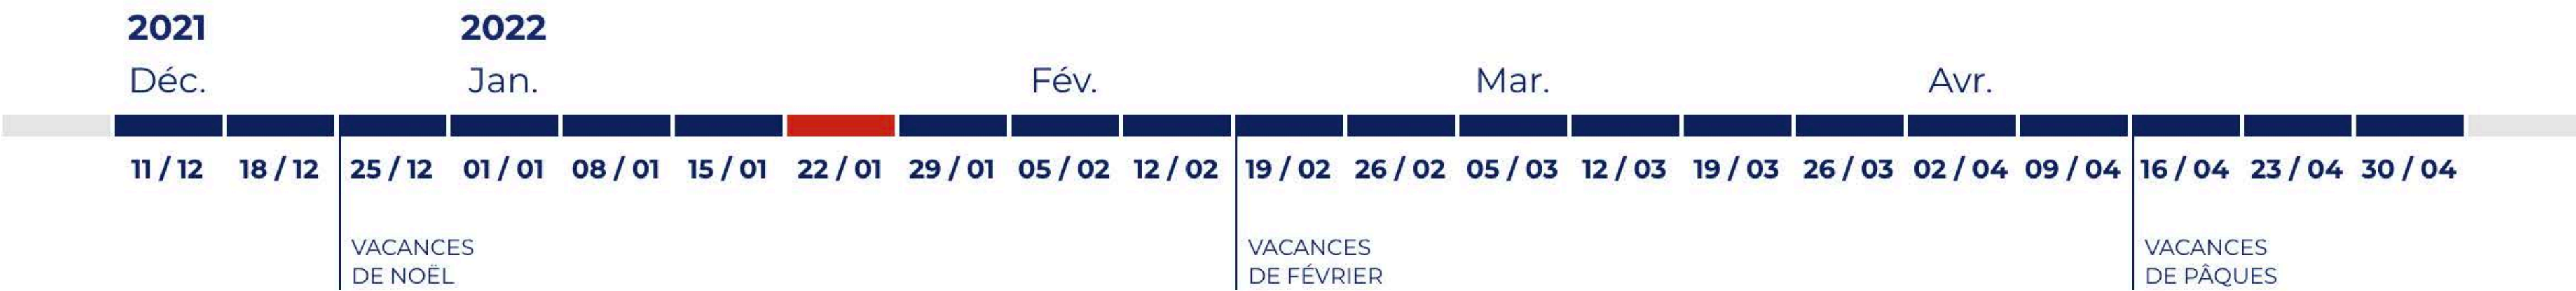 2021 2022
Déc. Jan. Fév. Mar. Avr.
11 / 12 18 / 12 25 / 12 01 / 01 08 / 01 15 / 01 22 / 01 29 / 01 05 / 02 12 / 02 19 / 02 26 / 02 05 / 03 12 / 03 19 / 03 26 / 03 02 / 04 09 / 04 16 / 04 23 / 04 30 / 04
VACANCES
DE NOËL
VACANCES
DE FÉVRIER
VACANCES
DE PÂQUES